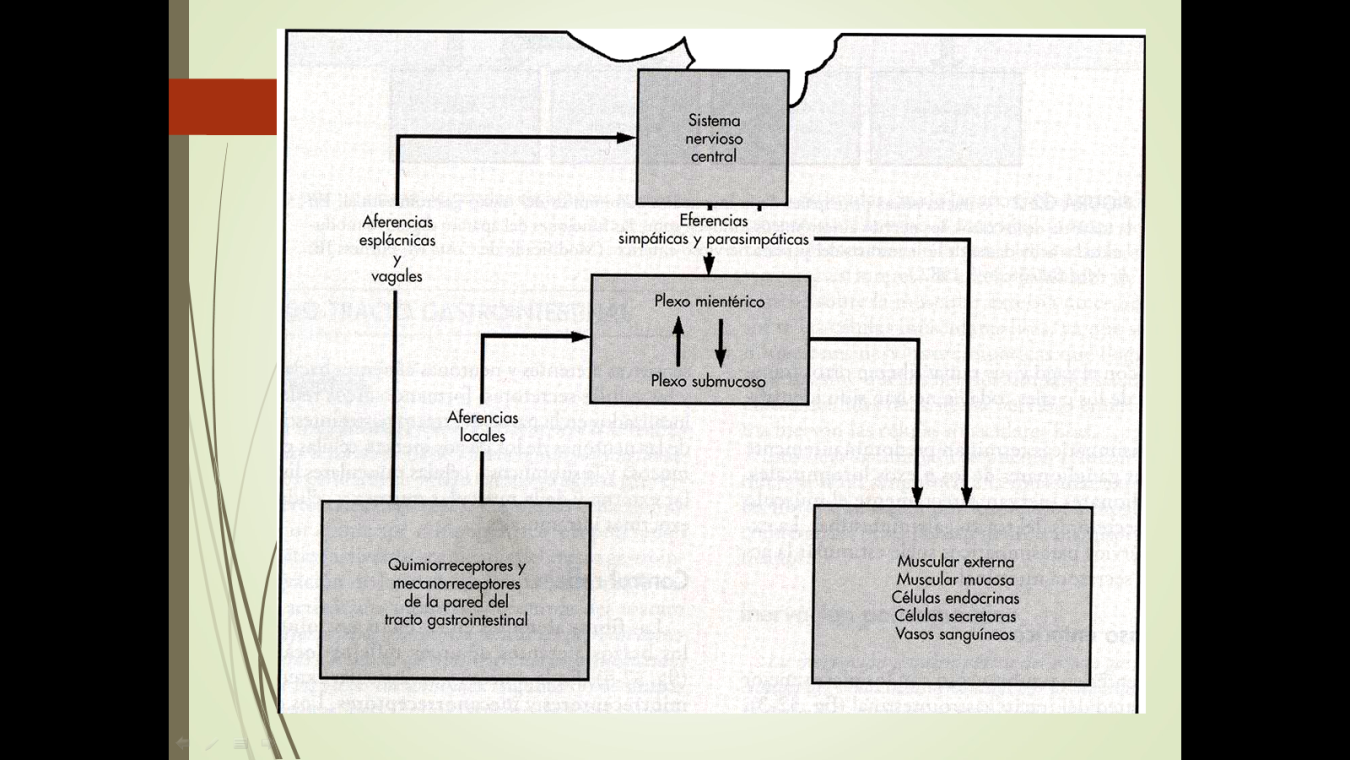 Sistema
nervioso
central
Aferencias
esplácnicas
y
vagales
Eferencias
simpáticas y parasimpáticas
Plexo mientérico
Plexo submucoso
Aferencias
locales
Quimiorreceptores y
mecanorreceptores
de la pared del
tracto gastrointestinal
Muscular externa
Muscular mucosa
Células endocrinas
Células secretoras
Vasos sanguíneos